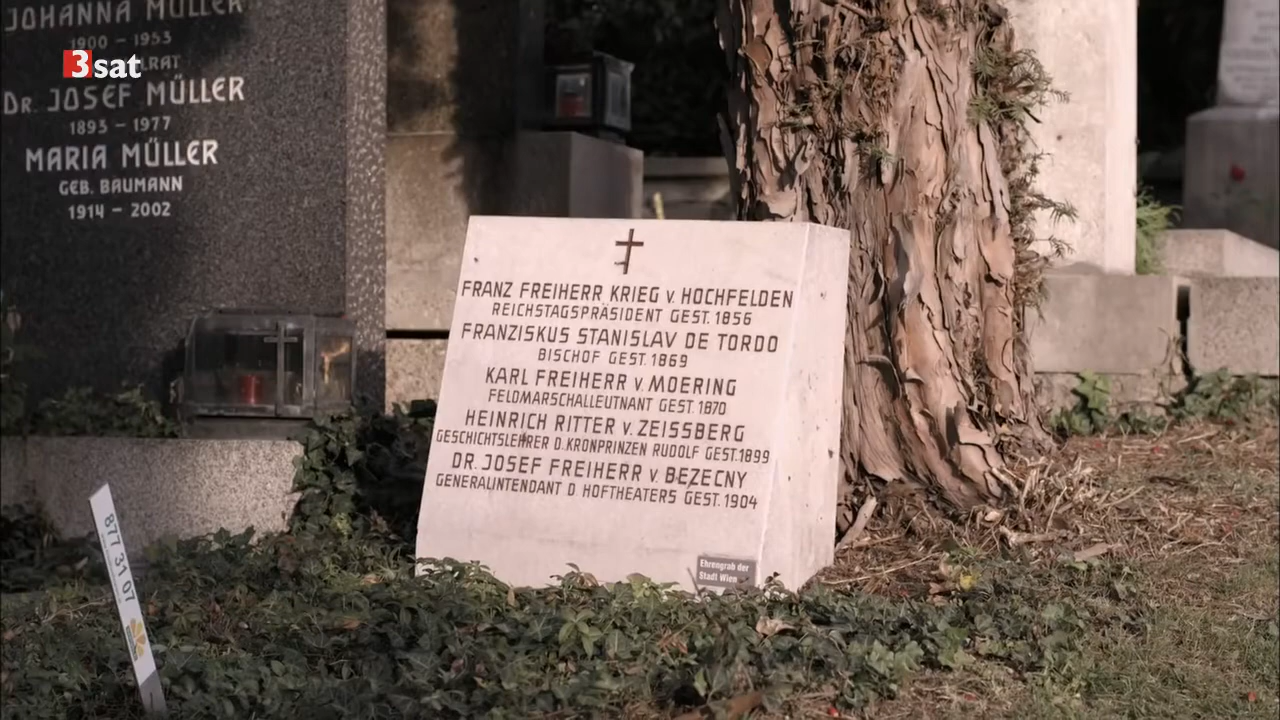 JOHANNA MÜLLER
1900 – 1953
3sat
LRAT
DR. JOSEF MÜLLER
1893 – 1977
MARIA MÜLLER
GEB. BAUMANN
1914 – 2002
FRANZ FREIHERR KRIEG v. HOCHFELDEN
REICHSTAGSPRÄSIDENT GEST. 1856
FRANZISKUS STANISLAV DE TORDO
BISCHOF GEST. 1869
KARL FREIHERR v. MOERING
FELDMARSCHALLEUTNANT GEST. 1870
HEINRICH RITTER v. ZEISSBERG
GESCHICHTSLEHRER D. KRONPRINZEN RUDOLF GEST. 1899
DR. JOSEF FREIHERR v. BEZECNY
GENERALINTENDANT D. HOFTHEATERS GEST. 1904
Ehrengrab der
Stadt Wien
877 31 07